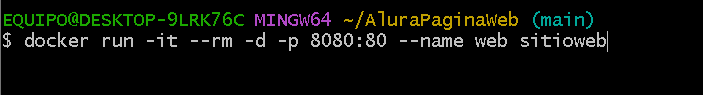 EQUIPO@DESKTOP-9LRK76C MINGW64 ~/AluraPaginaWeb (main)
$ docker run -it --rm -d -p 8080:80 --name web sitioweb